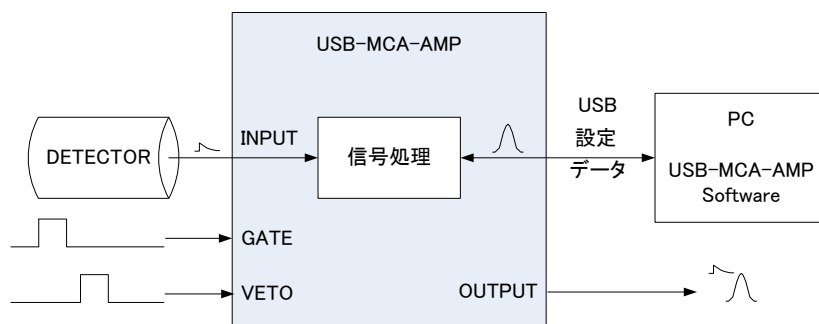 USB-MCA-AMP
DETECTOR
INPUT
信号処理
USB
設定
データ
PC
USB-MCA-AMP
Software
GATE
VETO
OUTPUT